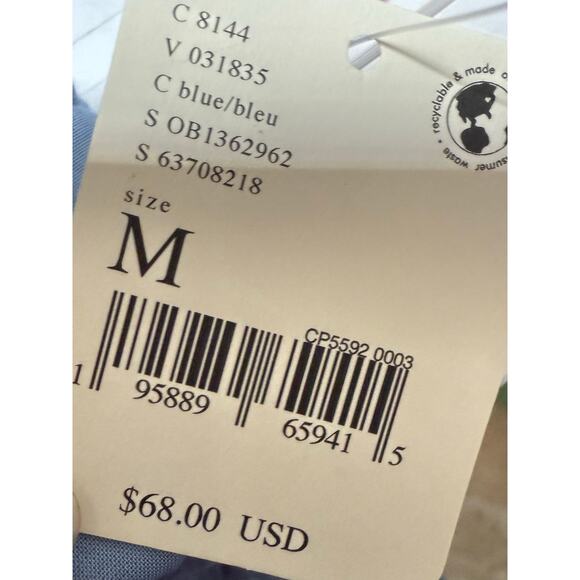 C 8144
V 031835
C blue/bleu
S OB1362962
S 63708218
size
M
CP5592 0003
1 95889 65941 5
$68.00 USD
recyclable & made
waste